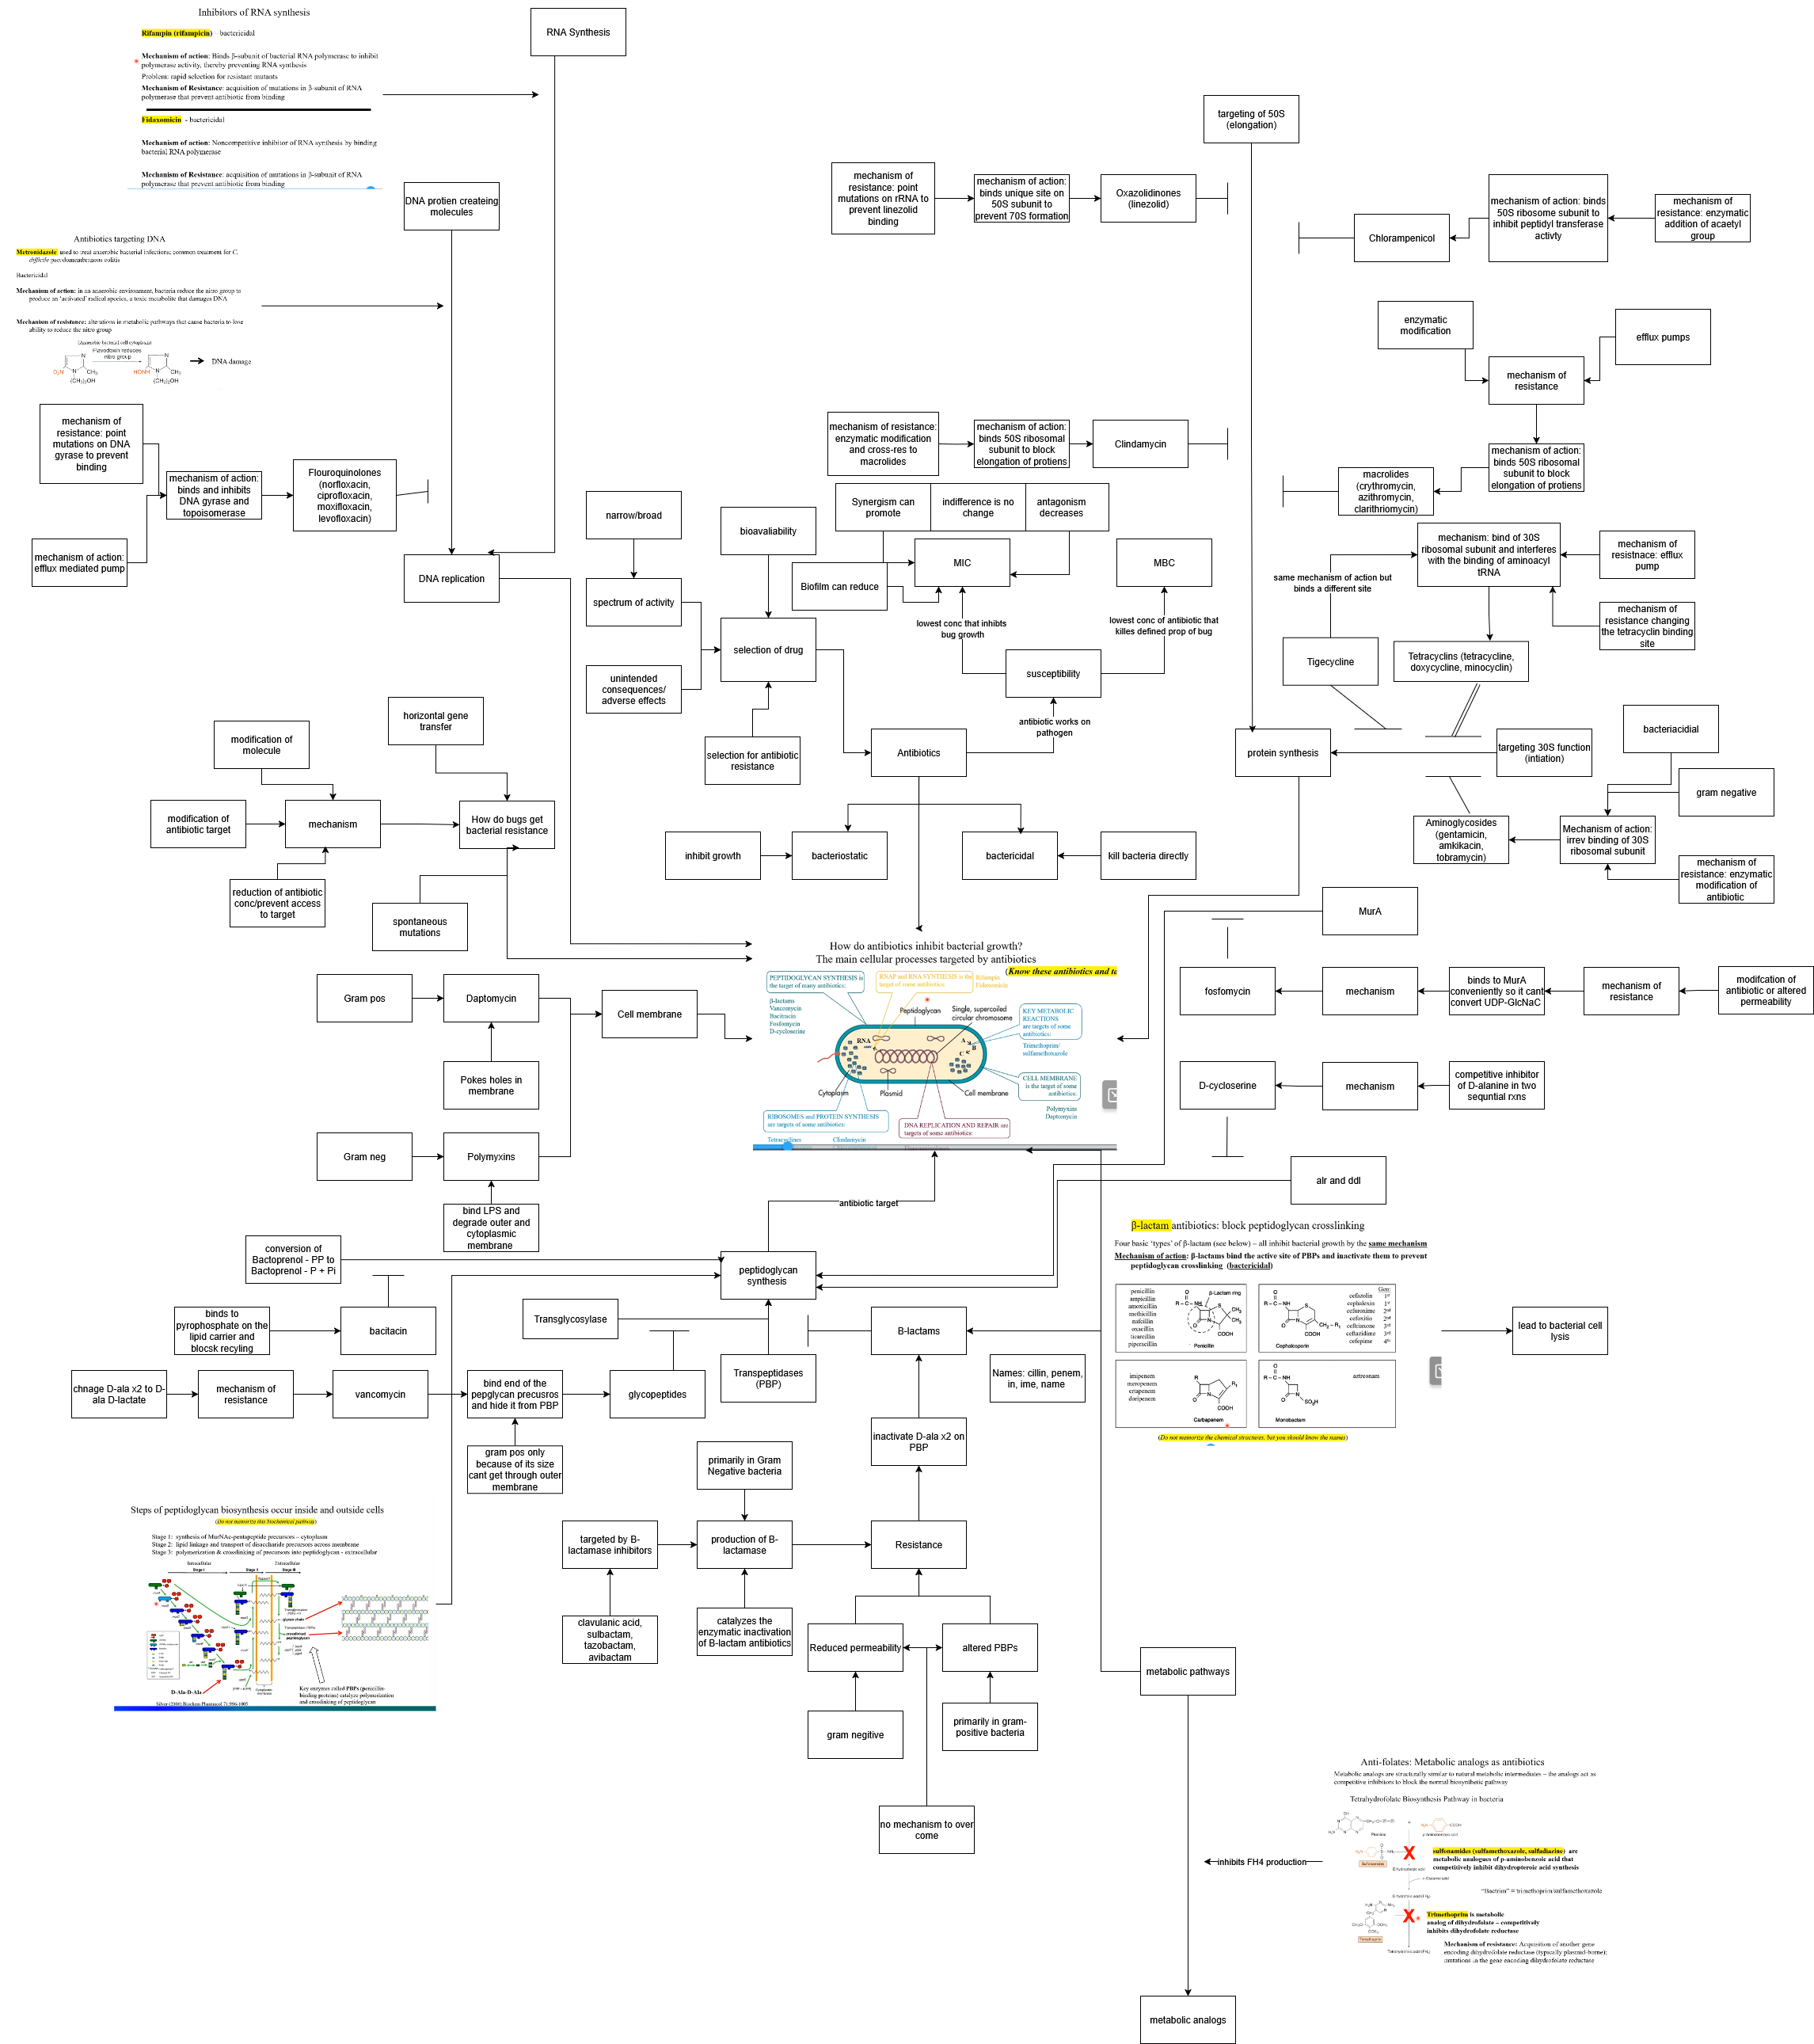 Inhibitors of RNA synthesis
Rifampin (rifampicin) – bactericidal
Mechanism of action: Binds β-subunit of bacterial RNA polymerase to inhibit
polymerase activity, thereby preventing RNA synthesis
Problem: rapid selection for resistant mutants
Mechanism of Resistance: acquisition of mutations in β-subunit of RNA
polymerase that prevent antibiotic from binding
Fidaxomicin - bactericidal
Mechanism of action: Noncompetitive inhibitor of RNA synthesis by binding
bacterial RNA polymerase
Mechanism of Resistance: acquisition of mutations in β-subunit of RNA
polymerase that prevent antibiotic from binding
RNA Synthesis
DNA protien createing
molecules
Antibiotics targeting DNA
Metronidazole used to treat anaerobic bacterial infections; common treatment for C.
difficile pseudomembranous colitis
Bactericidal
Mechanism of action: in an anaerobic environment, bacteria reduce the nitro group to
produce an 'activated' radical species, a toxic metabolite that damages DNA
Mechanism of resistance: alterations in metabolic pathways that cause bacteria to lose
ability to reduce the nitro group
(Anaerobic bacterial cell cytoplasm)
Flavodoxin reduces
nitro group
O₂N
N
CH₃
(CH₂)₂OH
HOHN
N
CH₃
(CH₂)₂OH
DNA damage
mechanism of
resistance: point
mutations on DNA
gyrase to prevent
binding
mechanism of action:
binds and inhibits
DNA gyrase and
topoisomerase
Flouroquinolones
(norfloxacin,
ciprofloxacin,
moxifloxacin,
levofloxacin)
mechanism of action:
efflux mediated pump
DNA replication
targeting of 50S
(elongation)
mechanism of
resistance: point
mutations on rRNA to
prevent linezolid
binding
mechanism of action:
binds unique site on
50S subunit to
prevent 70S formation
Oxazolidinones
(linezolid)
Chlorampenicol
mechanism of action: binds
50S ribosome subunit to
inhibit peptidyl transferase
activty
mechanism of
resistance: enzymatic
addition of acaetyl
group
enzymatic
modification
efflux pumps
mechanism of
resistance
mechanism of action:
binds 50S ribosomal
subunit to block
elongation of protiens
macrolides
(crythromycin,
azithromycin,
clarithriomycin)
mechanism of resistance:
enzymatic modification
and cross-res to
macrolides
mechanism of action:
binds 50S ribosomal
subunit to block
elongation of protiens
Clindamycin
Synergism can
promote
indifference is no
change
antagonism
decreases
narrow/broad
bioavaliability
MIC
MBC
Biofilm can reduce
spectrum of activity
selection of drug
unintended
consequences/
adverse effects
selection for antibiotic
resistance
lowest conc that inhibts
bug growth
lowest conc of antibiotic that
killes defined prop of bug
susceptibility
antibiotic works on
pathogen
Antibiotics
mechanism: bind of 30S
ribosomal subunit and interferes
with the binding of aminoacyl
tRNA
mechanism of
resistnace: efflux
pump
same mechanism of action but
binds a different site
mechanism of
resistance changing
the tetracyclin binding
site
Tigecycline
Tetracyclins (tetracycline,
doxycycline, minocyclin)
protein synthesis
targeting 30S function
(intiation)
bacteriacidial
gram negative
Aminoglycosides
(gentamicin,
amkikacin,
tobramycin)
Mechanism of action:
irrev binding of 30S
ribosomal subunit
mechanism of
resistance: enzymatic
modification of
antibiotic
horizontal gene
transfer
modification of
molecule
modification of
antibiotic target
mechanism
How do bugs get
bacterial resistance
reduction of antibiotic
conc/prevent access
to target
spontaneous
mutations
inhibit growth
bacteriostatic
bactericidal
kill bacteria directly
MurA
fosfomycin
mechanism
binds to MurA
conveniently so it cant
convert UDP-GlcNaC
mechanism of
resistance
modifcation of
antibiotic or altered
permeability
D-cycloserine
mechanism
competitive inhibitor
of D-alanine in two
sequntial rxns
alr and ddl
Gram pos
Daptomycin
Cell membrane
Pokes holes in
membrane
Gram neg
Polymyxins
bind LPS and
degrade outer and
cytoplasmic
membrane
How do antibiotics inhibit bacterial growth?
The main cellular processes targeted by antibiotics
(Know these antibiotics and ta
PEPTIDOGLYCAN SYNTHESIS is
the target of many antibiotics:
β-lactams
Vancomycin
Bacitracin
Fosfomycin
D-cycloserine
RNAP and RNA SYNTHESIS is the
target of some antibiotics:
Rifampin
Fidaxomicin
Peptidoglycan
Single, supercoiled
circular chromosome
KEY METABOLIC
REACTIONS
are targets of some
antibiotics:
Trimethoprim/
sulfamethoxazole
RNA
A
B
C
CELL MEMBRANE
is the target of some
antibiotics:
Polymyxins
Daptomycin
Cytoplasm
Plasmid
Cell membrane
RIBOSOMES and PROTEIN SYNTHESIS
are targets of some antibiotics:
Tetracyclines
Clindamycin
DNA REPLICATION AND REPAIR are
targets of some antibiotics:
antibiotic target
conversion of
Bactoprenol - PP to
Bactoprenol - P + Pi
peptidoglycan
synthesis
binds to
pyrophosphate on the
lipid carrier and
blocsk recyling
bacitacin
Transglycosylase
B-lactams
Transpeptidases
(PBP)
Names: cillin, penem,
in, ime, name
chnage D-ala x2 to D-
ala D-lactate
mechanism of
resistance
vancomycin
bind end of the
pepglycan precusros
and hide it from PBP
glycopeptides
gram pos only
because of its size
cant get through outer
membrane
β-lactam antibiotics: block peptidoglycan crosslinking
Four basic 'types' of β-lactam (see below) – all inhibit bacterial growth by the same mechanism
Mechanism of action: β-lactams bind the active site of PBPs and inactivate them to prevent
peptidoglycan crosslinking (bactericidal)
penicillin
ampicillin
amoxicillin
methicillin
nafcillin
oxacillin
ticarcillin
piperacillin
β-Lactam ring
Penicillin
Gen:
cefazolin 1st
cephalexin 1st
cefuroxime 2nd
cefoxitin 2nd
ceftriaxone 3rd
ceftazidime 3rd
cefepime 4th
Cephalosporin
imipenem
meropenem
ertapenem
doripenem
Carbapenem
aztreonam
Monobactam
(Do not memorize the chemical structures, but you should know the names)
lead to bacterial cell
lysis
inactivate D-ala x2 on
PBP
primarily in Gram
Negative bacteria
targeted by B-
lactamase inhibitors
production of B-
lactamase
Resistance
clavulanic acid,
sulbactam,
tazobactam,
avibactam
catalyzes the
enzymatic inactivation
of B-lactam antibiotics
Reduced permeability
altered PBPs
gram negitive
primarily in gram-
positive bacteria
no mechanism to over
come
Steps of peptidoglycan biosynthesis occur inside and outside cells
(Do not memorize this biochemical pathway)
Stage 1: synthesis of MurNAc-pentapeptide precursors – cytoplasm
Stage 2: lipid linkage and transport of disaccharide precursors across membrane
Stage 3: polymerization & crosslinking of precursors into peptidoglycan - extracellular
D-Ala-D-Ala
Key enzymes called PBPs (penicillin-
binding proteins) catalyze polymerization
and crosslinking of peptidoglycan
Silver (2006) Biochem Pharmacol 71:996-1005
metabolic pathways
Anti-folates: Metabolic analogs as antibiotics
Metabolic analogs are structurally similar to natural metabolic intermediates – the analogs act as
competitive inhibitors to block the normal biosynthetic pathway
Tetrahydrofolate Biosynthesis Pathway in bacteria
sulfonamides (sulfamethoxazole, sulfadiazine) are
metabolic analogues of p-aminobenzoic acid that
competitively inhibit dihydropteroic acid synthesis
inhibits FH4 production
"Bactrim" = trimethoprim/sulfamethoxazole
Trimethoprim is metabolic
analog of dihydrofolate – competitively
inhibits dihydrofolate reductase
Mechanism of resistance: Acquisition of another gene
encoding dihydrofolate reductase (typically plasmid-borne);
mutations in the gene encoding dihydrofolate reductase
metabolic analogs